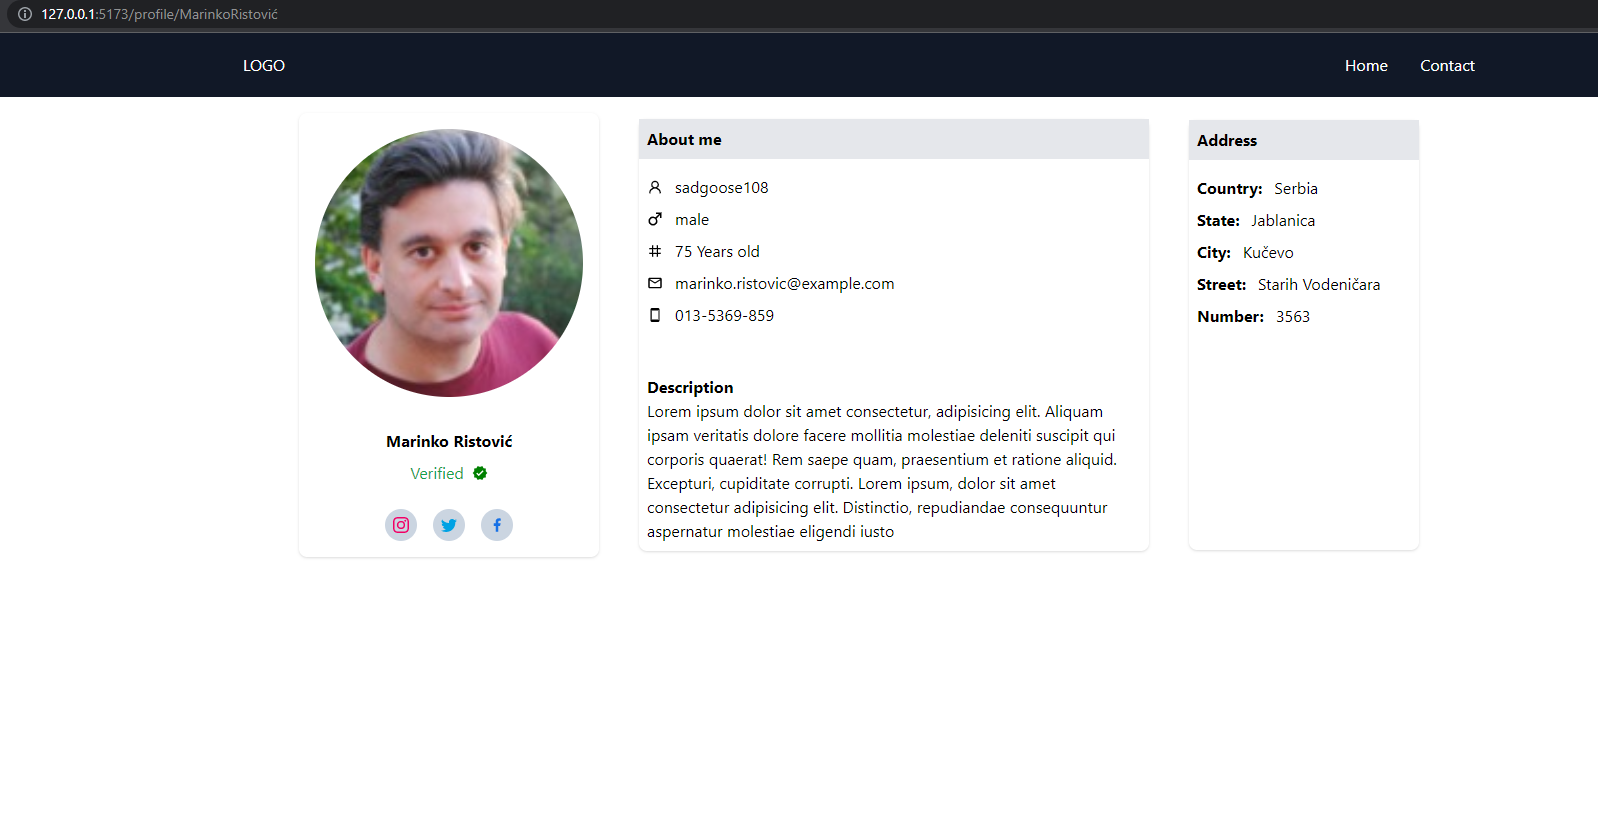 127.0.0.1:5173/profile/MarinkoRistović
LOGO
Home
Contact
Marinko Ristović
Verified
About me
sadgoose108
male
75 Years old
marinko.ristovic@example.com
013-5369-859
Description
Lorem ipsum dolor sit amet consectetur, adipisicing elit. Aliquam
ipsam veritatis dolore facere mollitia molestiae deleniti suscipit qui
corporis quaerat! Rem saepe quam, praesentium et ratione aliquid.
Excepturi, cupiditate corrupti. Lorem ipsum, dolor sit amet
consectetur adipisicing elit. Distinctio, repudiandae consequuntur
aspernatur molestiae eligendi iusto
Address
Country: Serbia
State: Jablanica
City: Kučevo
Street: Starih Vodeničara
Number: 3563